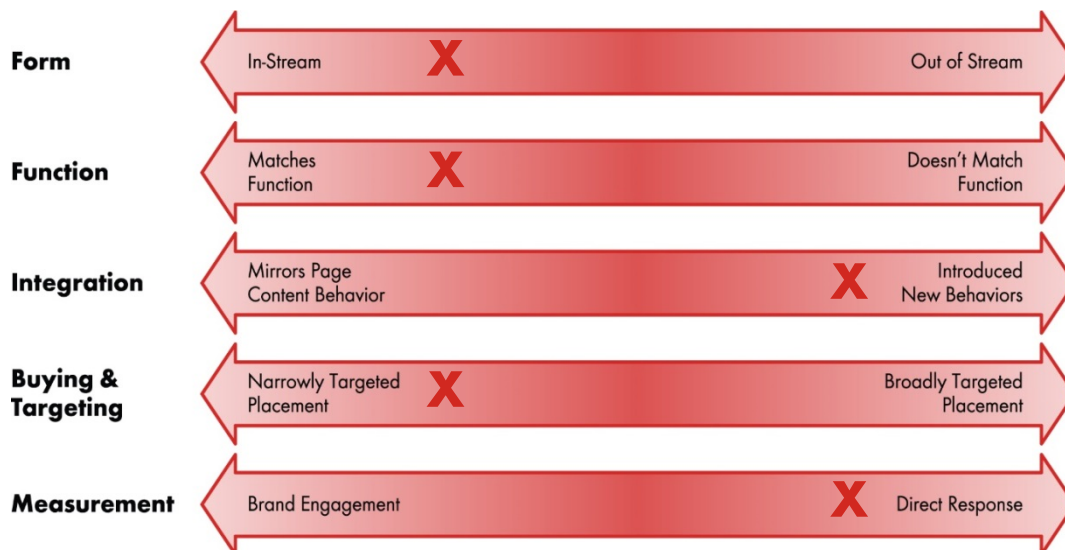 Form
In-Stream X Out of Stream
Function
Matches
Function
X
Doesn't Match
Function
Integration
Mirrors Page
Content Behavior
X
Introduced
New Behaviors
Buying &
Targeting
Narrowly Targeted
Placement
X
Broadly Targeted
Placement
Measurement
Brand Engagement X Direct Response